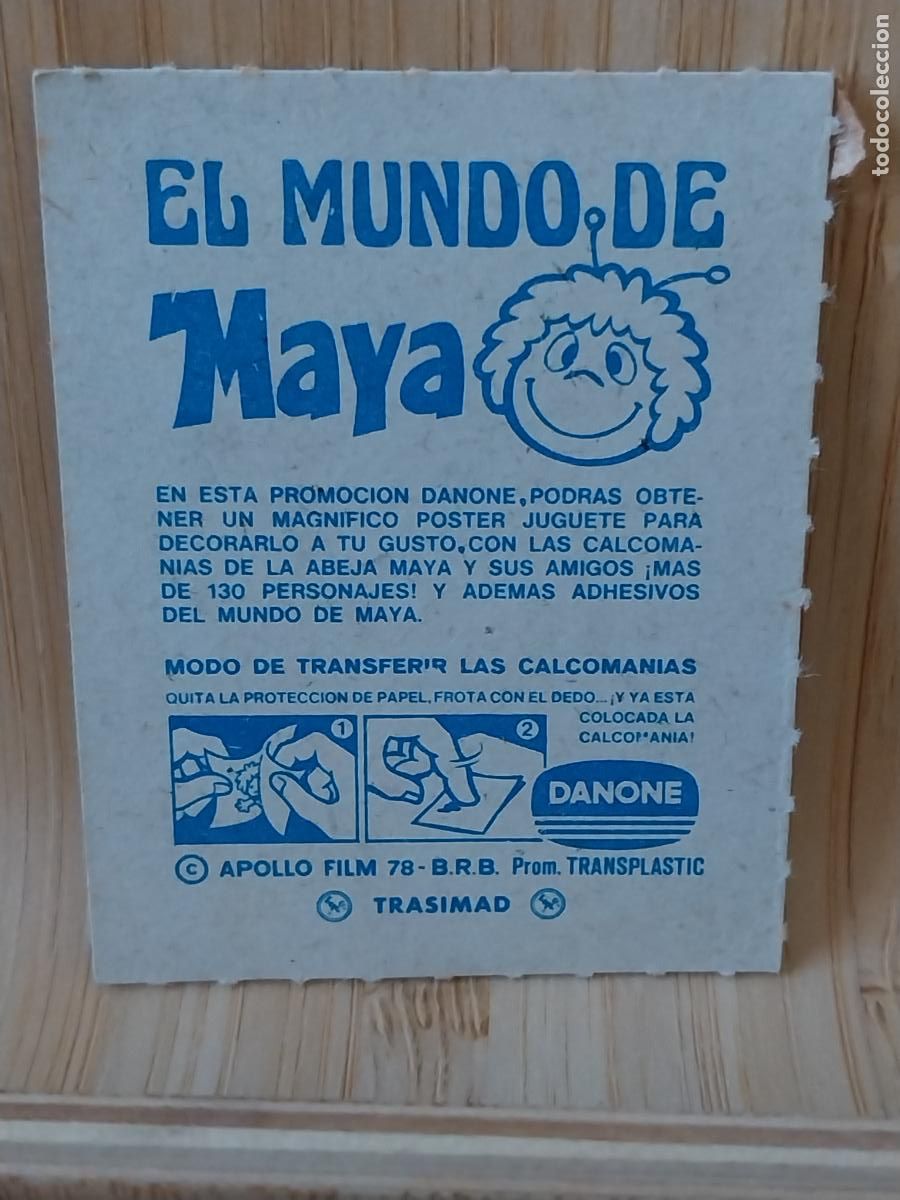 EL MUNDO DE
Maya
EN ESTA PROMOCION DANONE, PODRAS OBTE-
NER UN MAGNIFICO POSTER JUGUETE PARA
DECORARLO A TU GUSTO, CON LAS CALCOMA-
NIAS DE LA ABEJA MAYA Y SUS AMIGOS ¡MAS
DE 130 PERSONAJES! Y ADEMAS ADHESIVOS
DEL MUNDO DE MAYA.
MODO DE TRANSFERIR LAS CALCOMANIAS
QUITA LA PROTECCION DE PAPEL, FROTA CON EL DEDO... ¡Y YA ESTA
COLOCADA LA
CALCOMANIA!
1
2
DANONE
© APOLLO FILM 78 - B.R.B. Prom. TRANSPLASTIC
TRASIMAD
todocoleccion